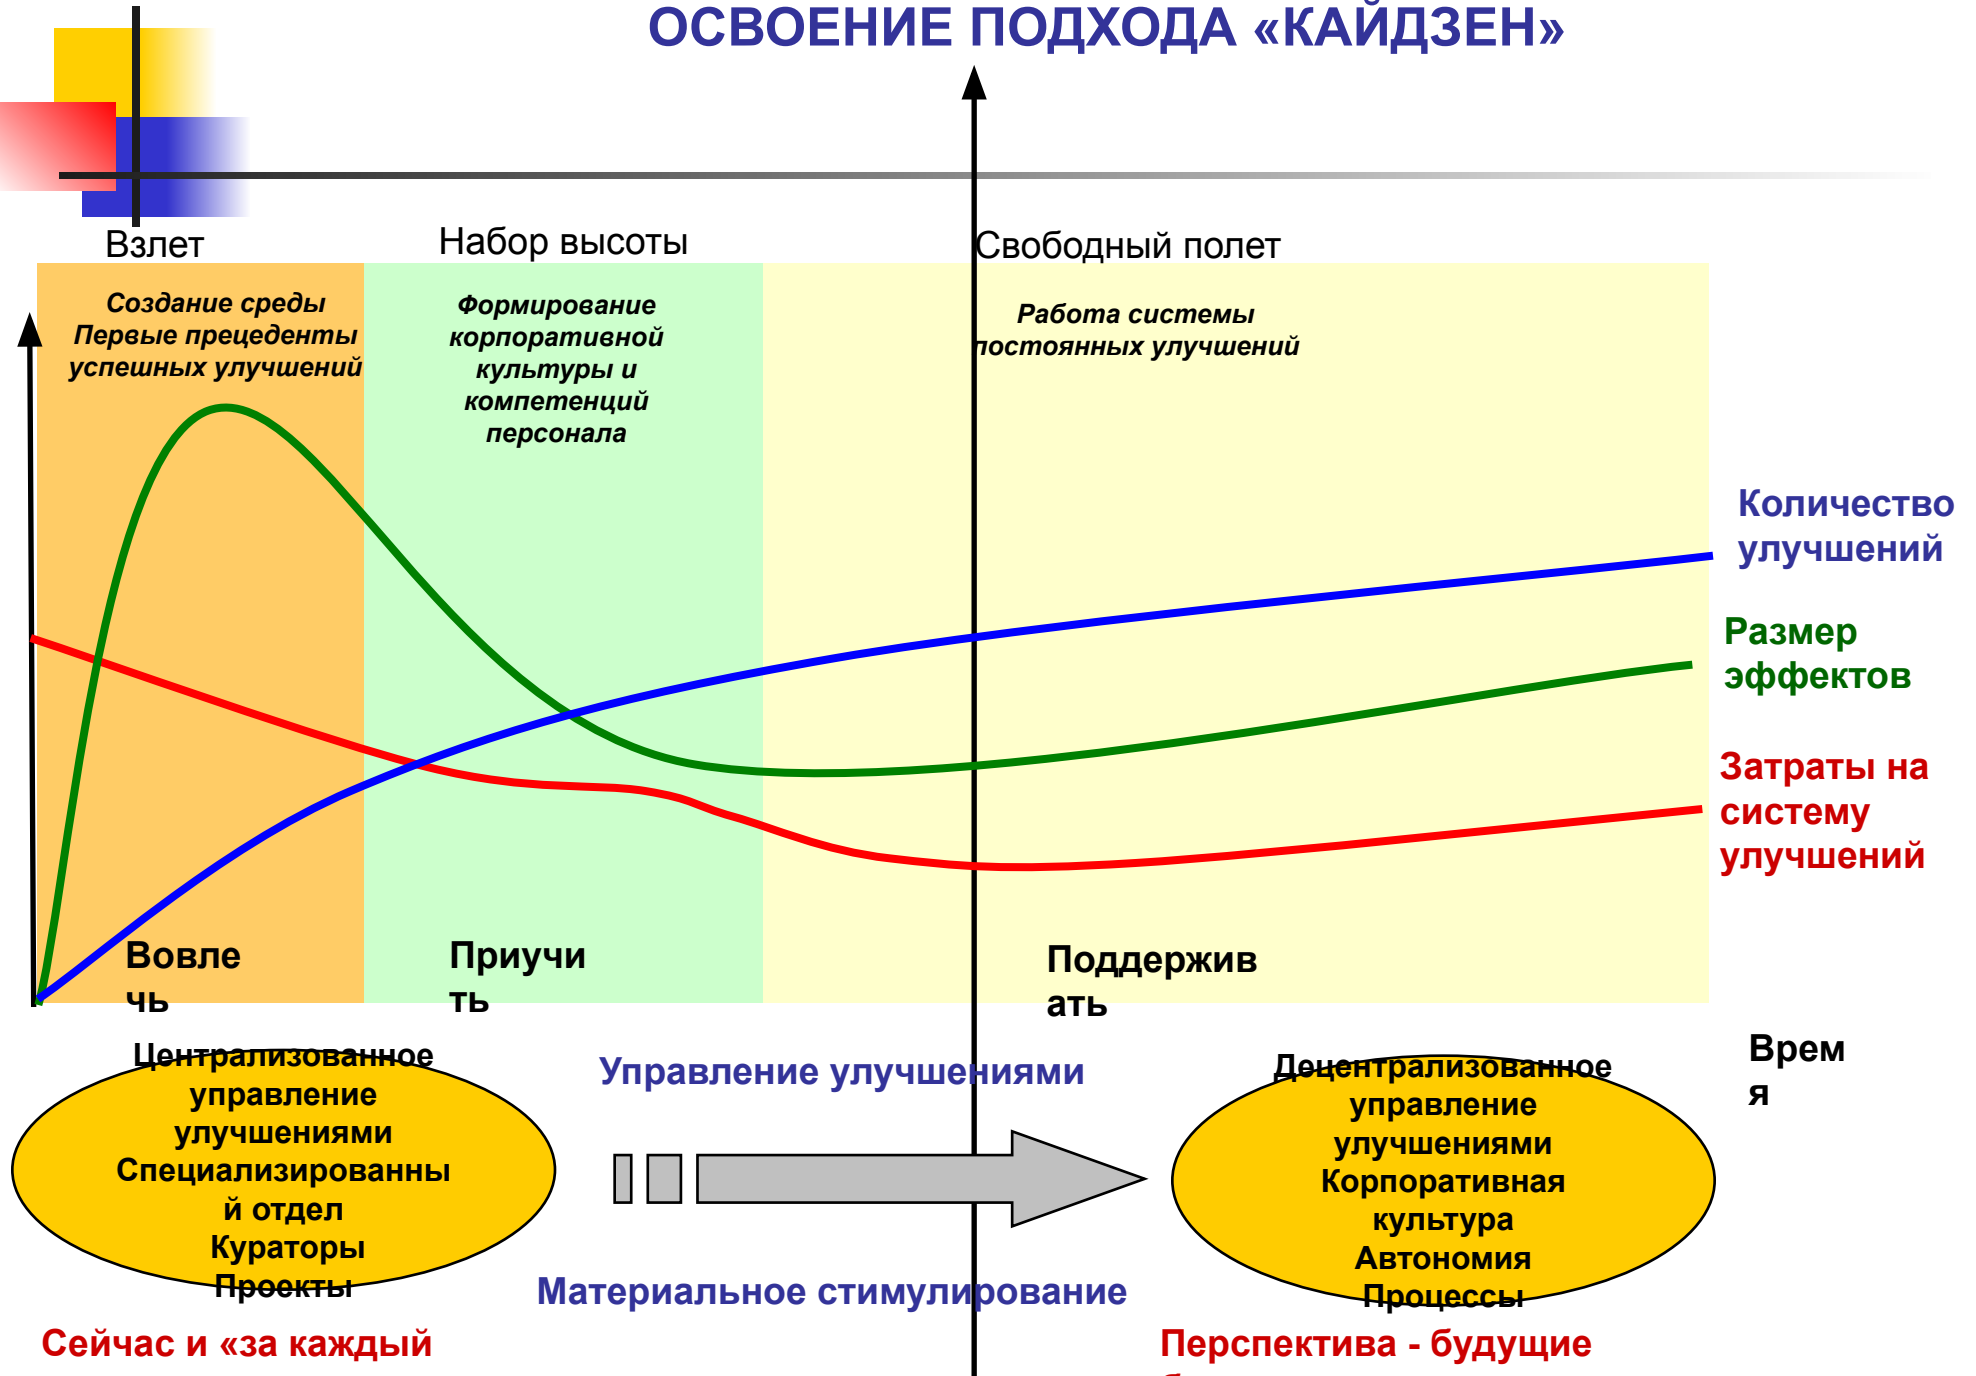 ОСВОЕНИЕ ПОДХОДА «КАЙДЗЕН»
Взлет
Набор высоты
Свободный полет
Создание среды
Первые прецеденты
успешных улучшений
Формирование
корпоративной
культуры и
компетенций
персонала
Работа системы
постоянных улучшений
Количество
улучшений
Размер
эффектов
Затраты на
систему
улучшений
Вовле
чь
Приучи
ть
Поддержив
ать
Врем
я
Централизованное
управление
улучшениями
Специализированны
й отдел
Кураторы
Проекты
Управление улучшениями
Материальное стимулирование
Децентрализованное
управление
улучшениями
Корпоративная
культура
Автономия
Процессы
Сейчас и «за каждый
Перспектива - будущие